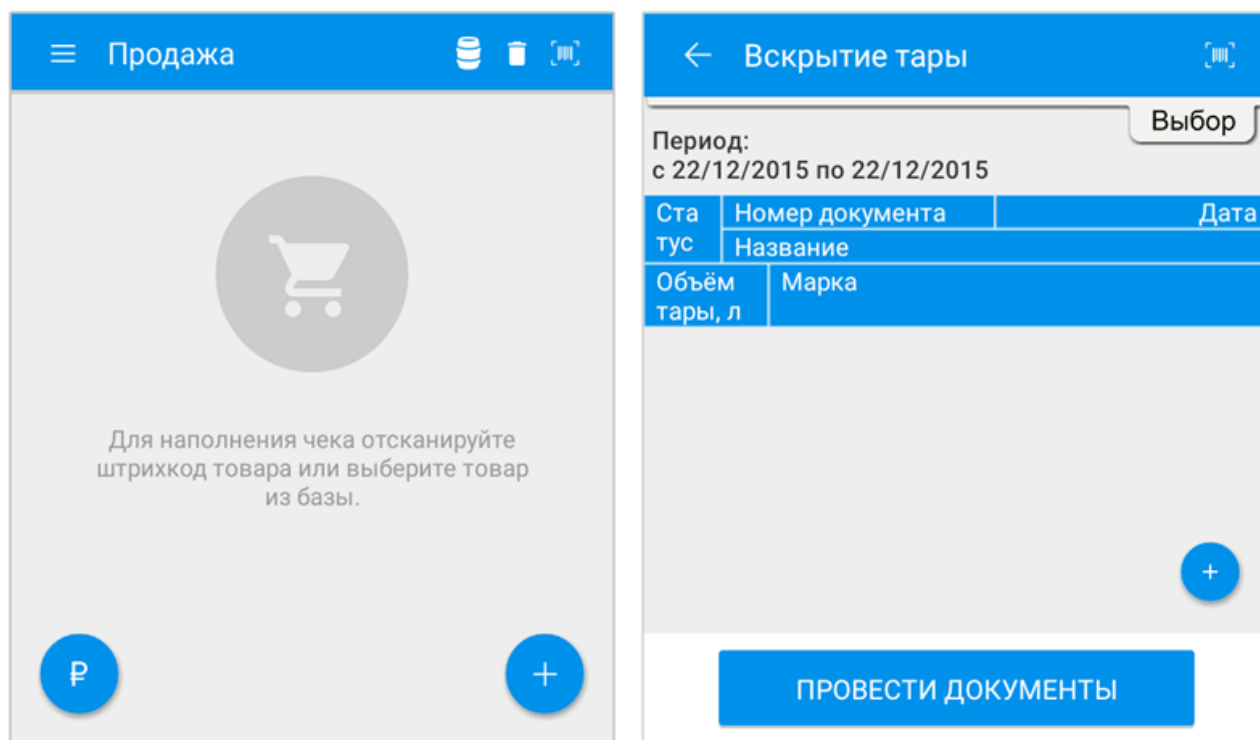 Продажа
Для наполнения чека отсканируйте
штрихкод товара или выберите товар
из базы.
₽
+
Вскрытие тары
Выбор
Период:
с 22/12/2015 по 22/12/2015
Ста
тус
Номер документа
Дата
Название
Объём
тары, л
Марка
+
ПРОВЕСТИ ДОКУМЕНТЫ